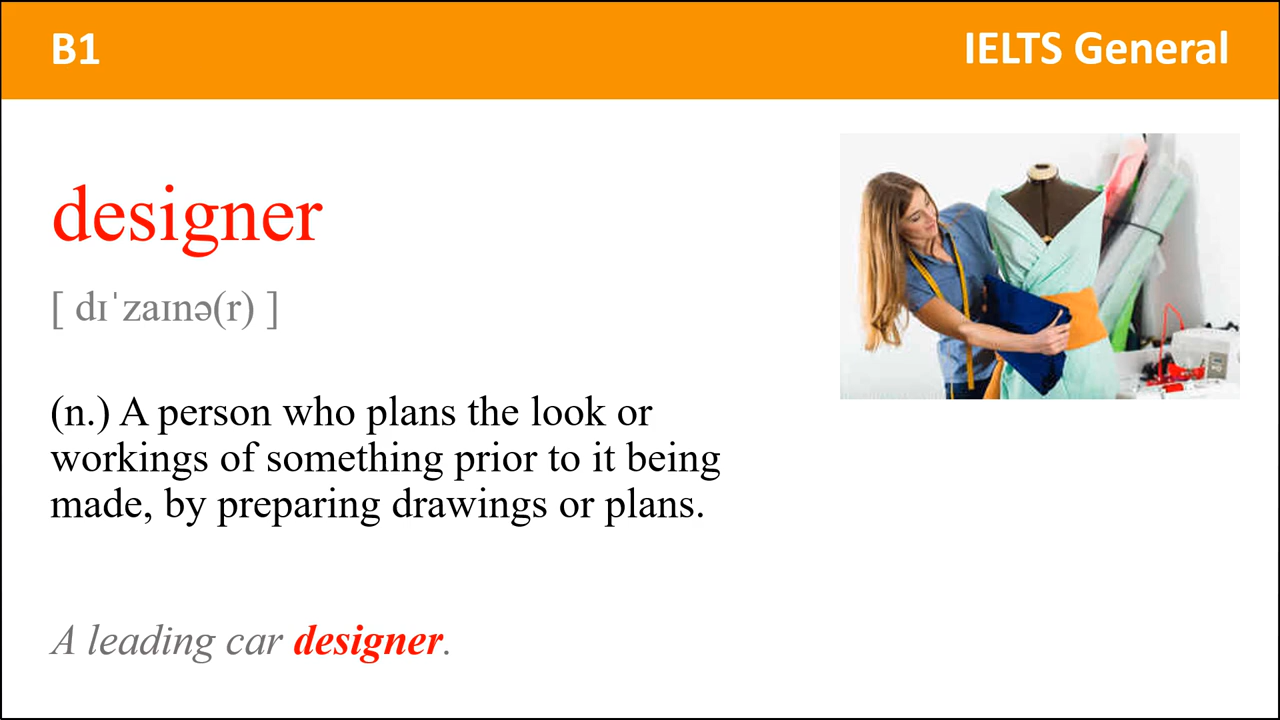 B1 IELTS General
designer
[ dɪˈzaɪnə(r) ]
(n.) A person who plans the look or
workings of something prior to it being
made, by preparing drawings or plans.
A leading car designer.